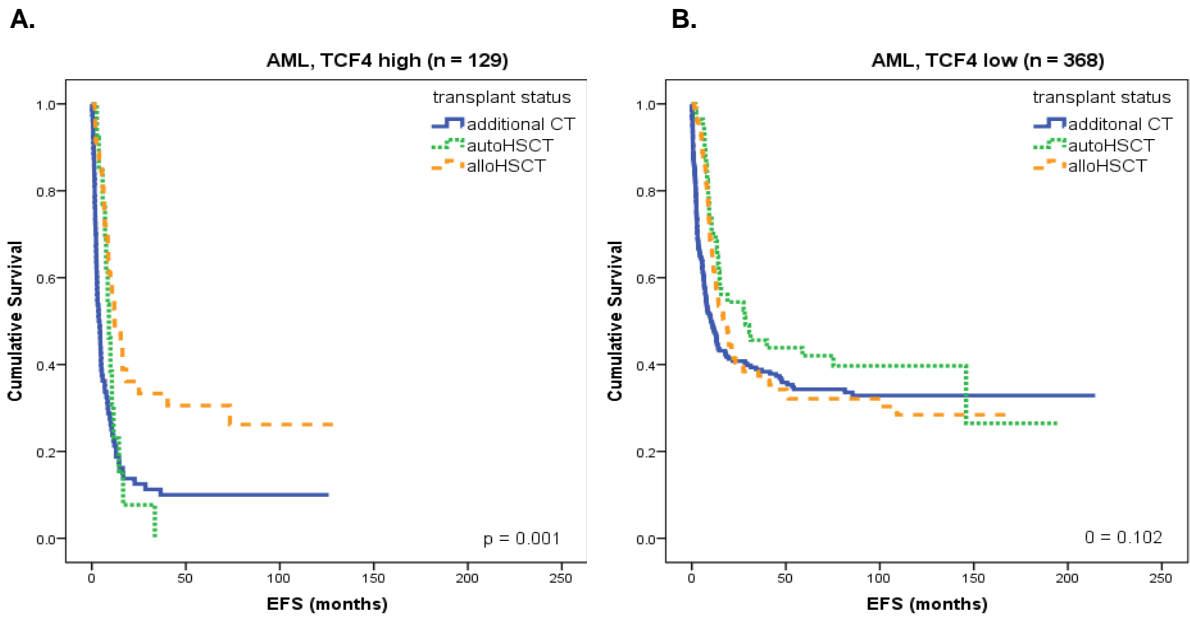 A.
AML, TCF4 high (n = 129)
transplant status
additonal CT
autoHSCT
alloHSCT
Cumulative Survival
1.0
0.8
0.6
0.4
0.2
0.0
p = 0.001
0 50 100 150 200 250
EFS (months)
B.
AML, TCF4 low (n = 368)
transplant status
additonal CT
autoHSCT
alloHSCT
Cumulative Survival
1.0
0.8
0.6
0.4
0.2
0.0
0 = 0.102
0 50 100 150 200 250
EFS (months)